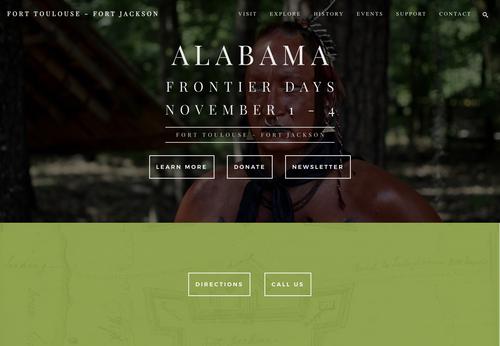 FORT TOULOUSE – FORT JACKSON
VISIT EXPLORE HISTORY EVENTS SUPPORT CONTACT
ALABAMA
FRONTIER DAYS
NOVEMBER 1 – 4
FORT TOULOUSE – FORT JACKSON
LEARN MORE DONATE NEWSLETTER
DIRECTIONS CALL US